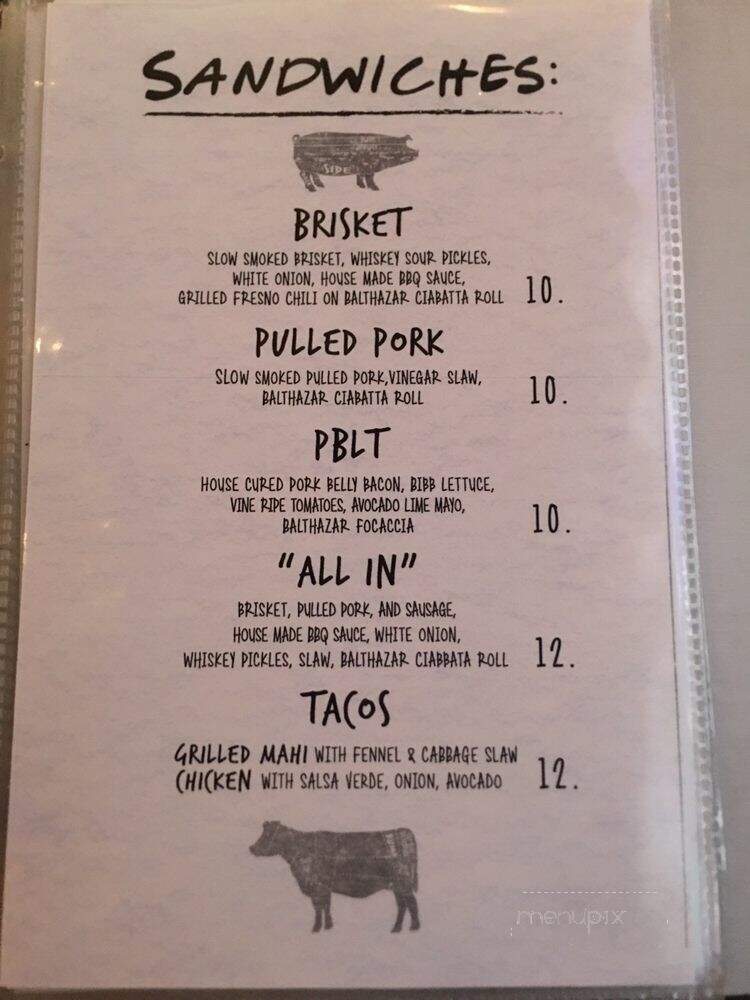 SANDWICHES:
SIDE
BRISKET
SLOW SMOKED BRISKET, WHISKEY SOUR PICKLES,
WHITE ONION, HOUSE MADE BBQ SAUCE,
GRILLED FRESNO CHILI ON BALTHAZAR CIABATTA ROLL 10.
PULLED PORK
SLOW SMOKED PULLED PORK,VINEGAR SLAW,
BALTHAZAR CIABATTA ROLL 10.
PBLT
HOUSE CURED PORK BELLY BACON, BIBB LETTUCE,
VINE RIPE TOMATOES, AVOCADO LIME MAYO,
BALTHAZAR FOCACCIA 10.
"ALL IN"
BRISKET, PULLED PORK, AND SAUSAGE,
HOUSE MADE BBQ SAUCE, WHITE ONION,
WHISKEY PICKLES, SLAW, BALTHAZAR CIABBATA ROLL 12.
TACOS
GRILLED MAHI WITH FENNEL & CABBAGE SLAW
CHICKEN WITH SALSA VERDE, ONION, AVOCADO 12.
menupix